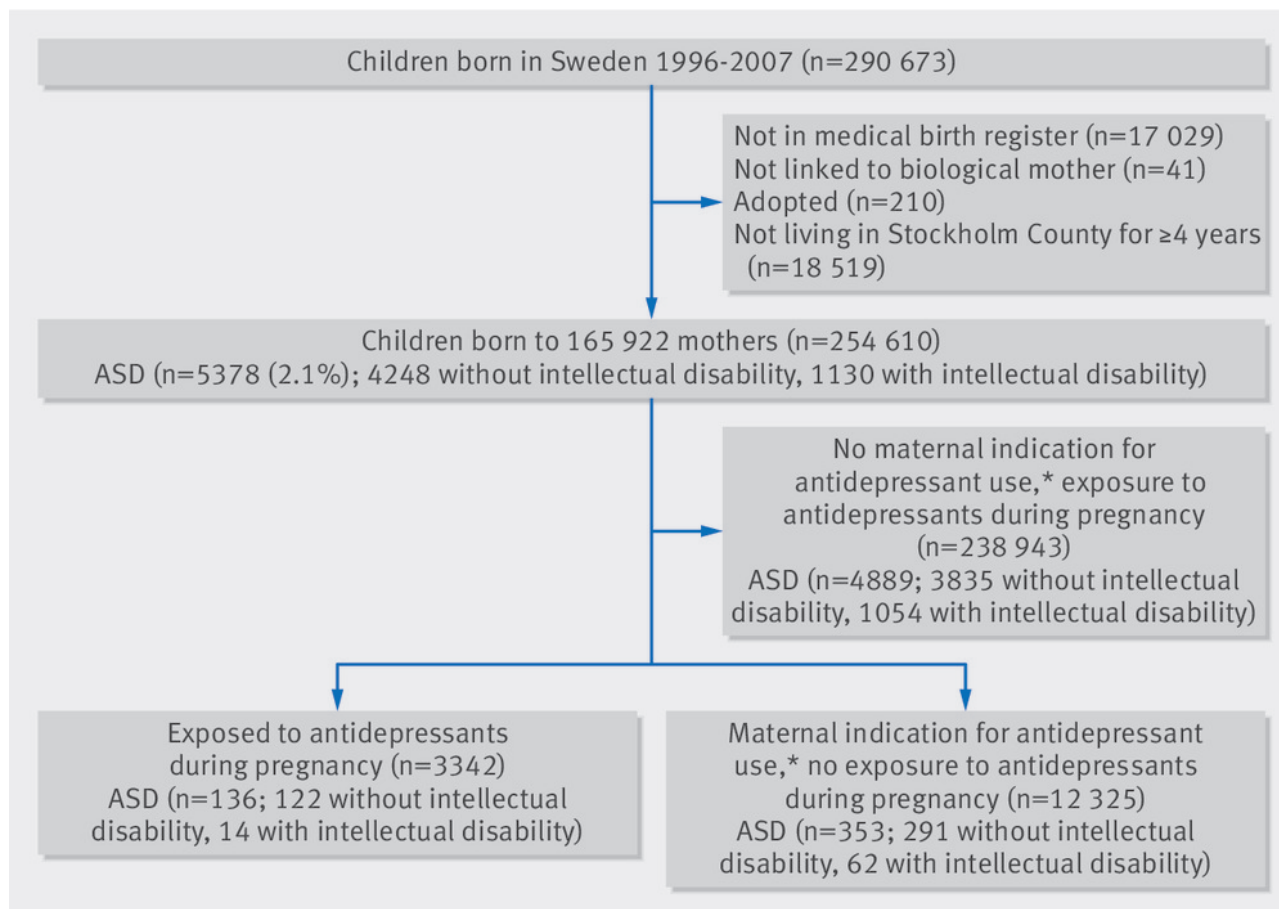 Children born in Sweden 1996-2007 (n=290 673)
Not in medical birth register (n=17 029)
Not linked to biological mother (n=41)
Adopted (n=210)
Not living in Stockholm County for ≥4 years
(n=18 519)
Children born to 165 922 mothers (n=254 610)
ASD (n=5378 (2.1%); 4248 without intellectual disability, 1130 with intellectual disability)
No maternal indication for
antidepressant use,* exposure to
antidepressants during pregnancy
(n=238 943)
ASD (n=4889; 3835 without intellectual
disability, 1054 with intellectual disability)
Exposed to antidepressants
during pregnancy (n=3342)
ASD (n=136; 122 without intellectual
disability, 14 with intellectual disability)
Maternal indication for antidepressant
use,* no exposure to antidepressants
during pregnancy (n=12 325)
ASD (n=353; 291 without intellectual
disability, 62 with intellectual disability)